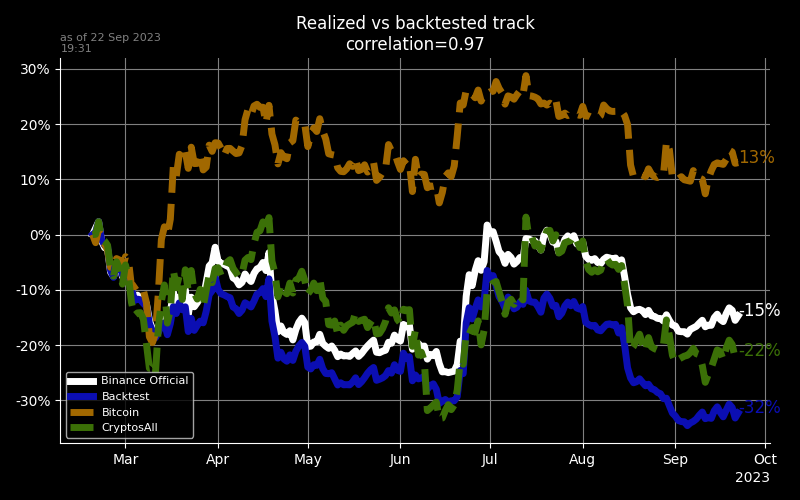 Realized vs backtested track
correlation=0.97
as of 22 Sep 2023
19:31
30%
20%
10%
0%
-10%
-20%
-30%
13%
-15%
-22%
-32%
Binance Official
Backtest
Bitcoin
CryptosAll
Mar Apr May Jun Jul Aug Sep Oct
2023